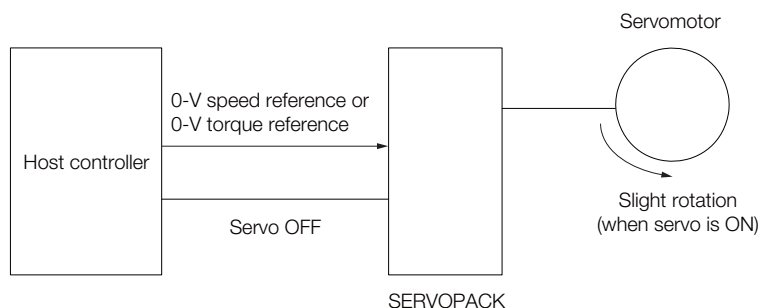 Servomotor
0-V speed reference or
0-V torque reference
Host controller
Servo OFF
Slight rotation
(when servo is ON)
SERVOPACK